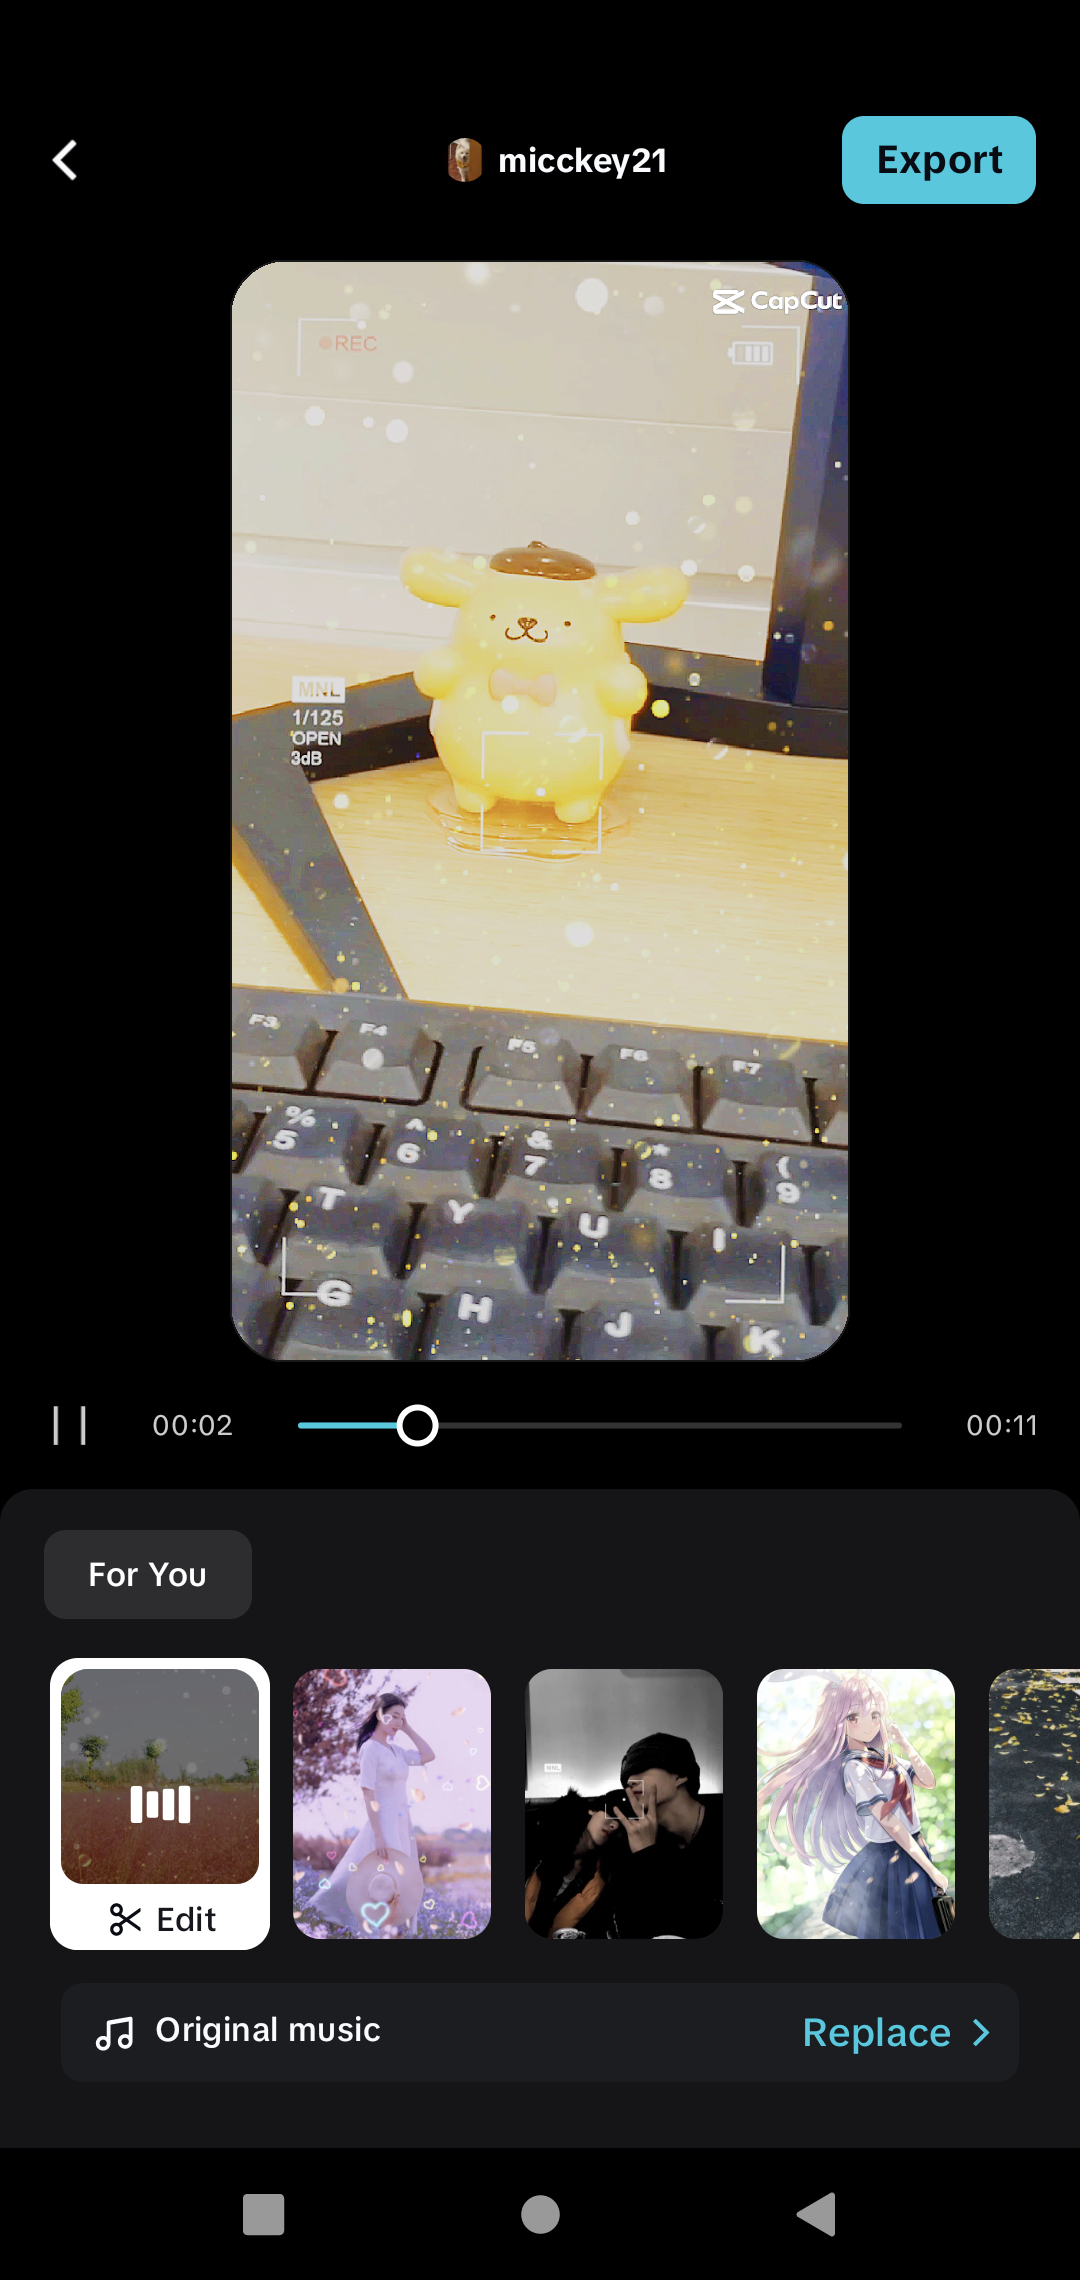 micckey21
Export
CapCut
REC
MNL
1/125
OPEN
3dB
F3
F4
F5
F6
F7
%
5
^
6
&
7
*
8
(
9
T
Y
U
I
G
H
J
K
00:02
00:11
For You
Edit
Original music
Replace